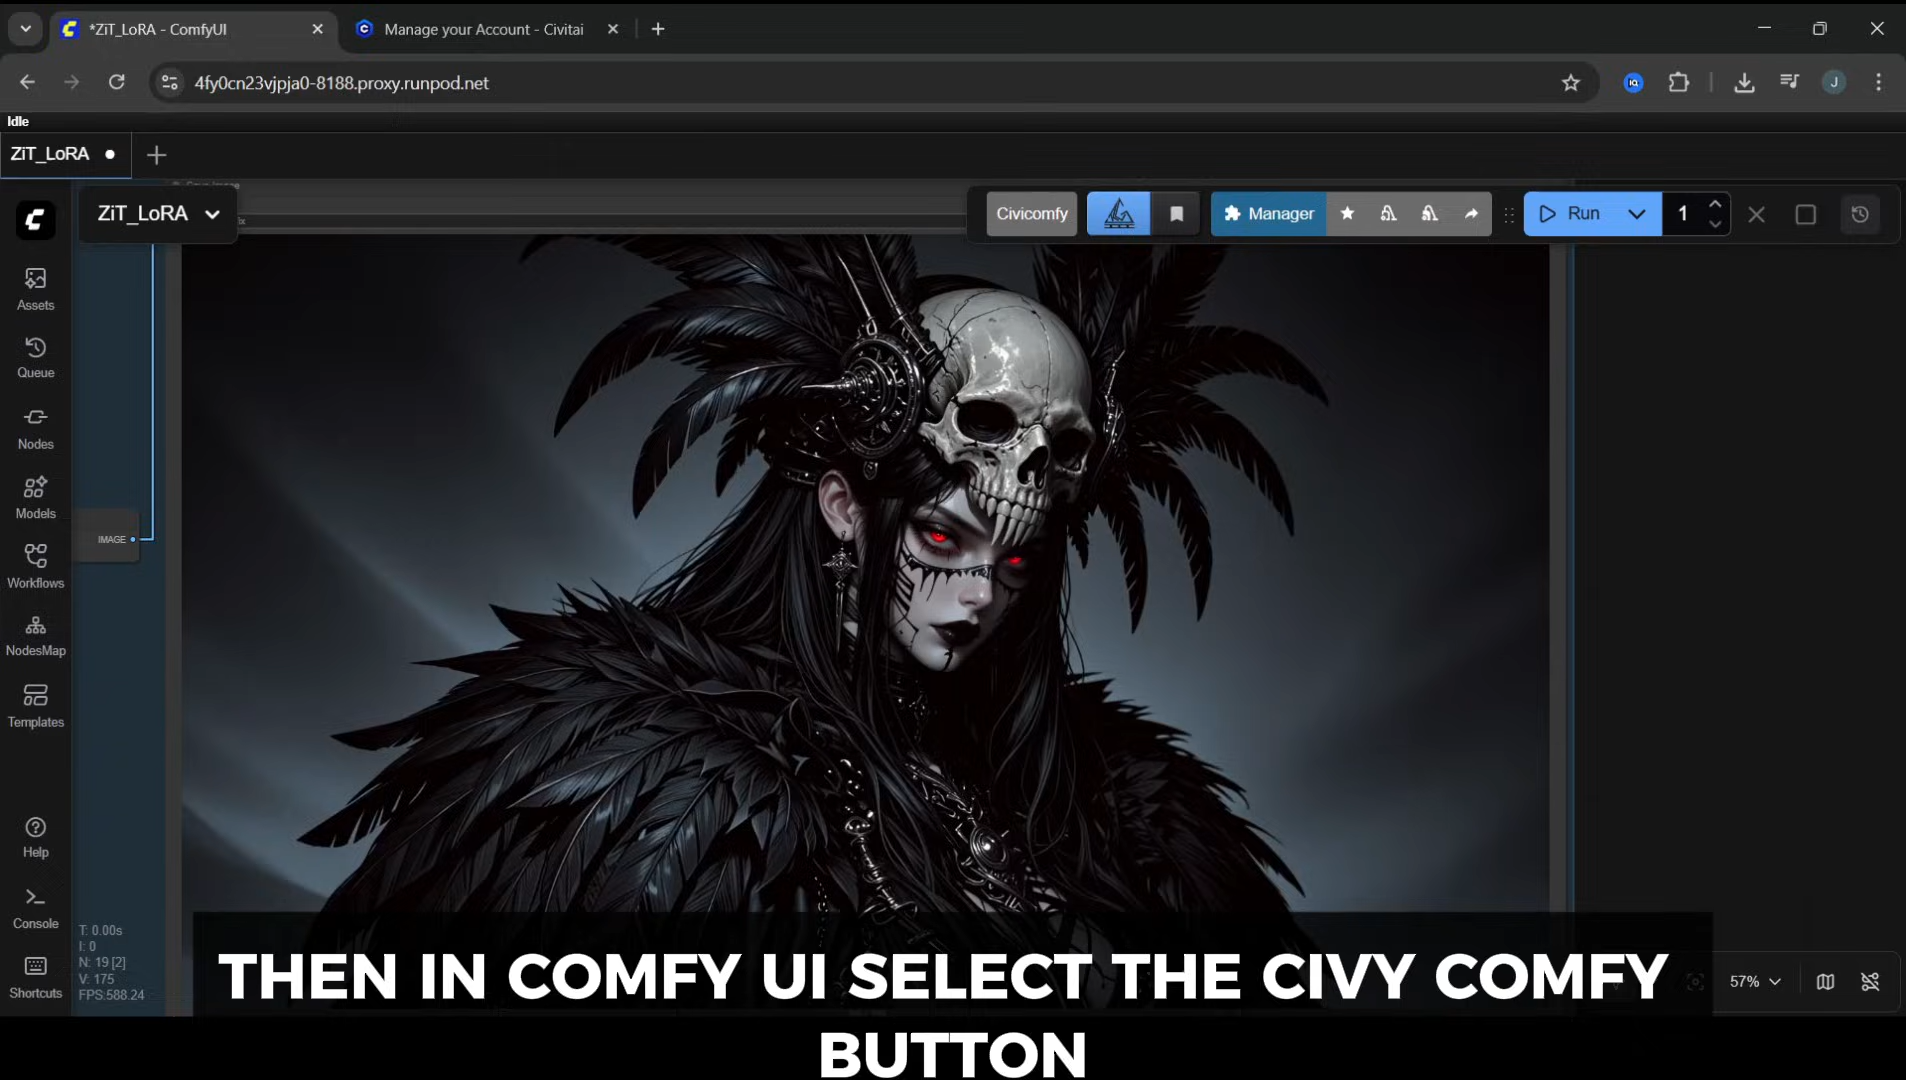 *ZiT_LoRA - ComfyUI
Manage your Account - Civitai
4fy0cn23vjpja0-8188.proxy.runpod.net
J
Idle
ZiT_LoRA
Save Image
ZiT_LoRA
Civicomfy
Manager
Run
1
Assets
Queue
Nodes
Models
IMAGE
Workflows
NodesMap
Templates
Help
Console
Shortcuts
T: 0.00s
I: 0
N: 19 [2]
V: 175
FPS:588.24
57%
THEN IN COMFY UI SELECT THE CIVY COMFY
BUTTON